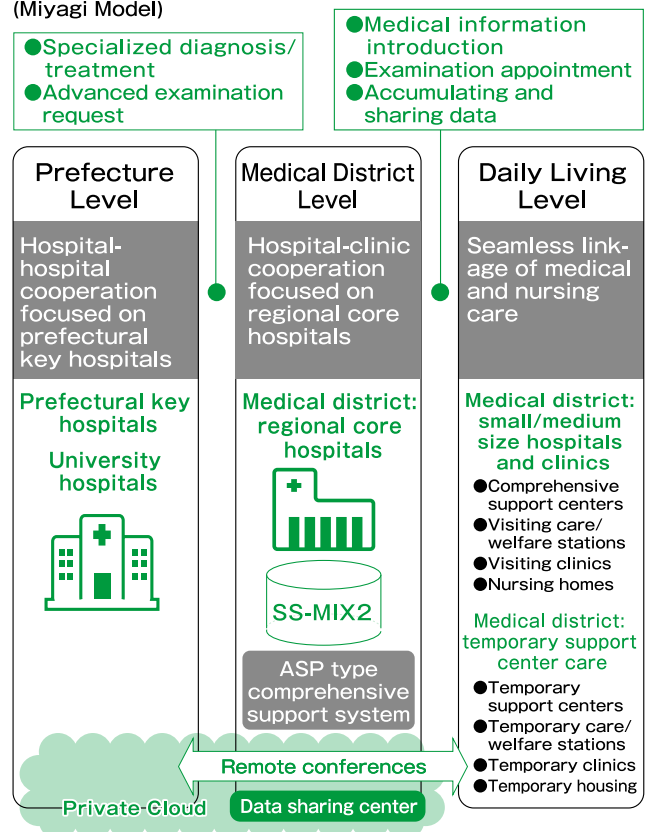 (Miyagi Model)
●Specialized diagnosis/
treatment
●Advanced examination
request
●Medical information
introduction
●Examination appointment
●Accumulating and
sharing data
Prefecture
Level
Hospital-
hospital
cooperation
focused on
prefectural
key hospitals
Prefectural key
hospitals
University
hospitals
Medical District
Level
Hospital-clinic
cooperation
focused on
regional core
hospitals
Medical district:
regional core
hospitals
SS-MIX2
ASP type
comprehensive
support system
Daily Living
Level
Seamless link-
age of medical
and nursing
care
Medical district:
small/medium
size hospitals
and clinics
●Comprehensive
support centers
●Visiting care/
welfare stations
●Visiting clinics
●Nursing homes
Medical district:
temporary support
center care
●Temporary
support centers
●Temporary care/
welfare stations
●Temporary clinics
●Temporary housing
Remote conferences
Private Cloud
Data sharing center